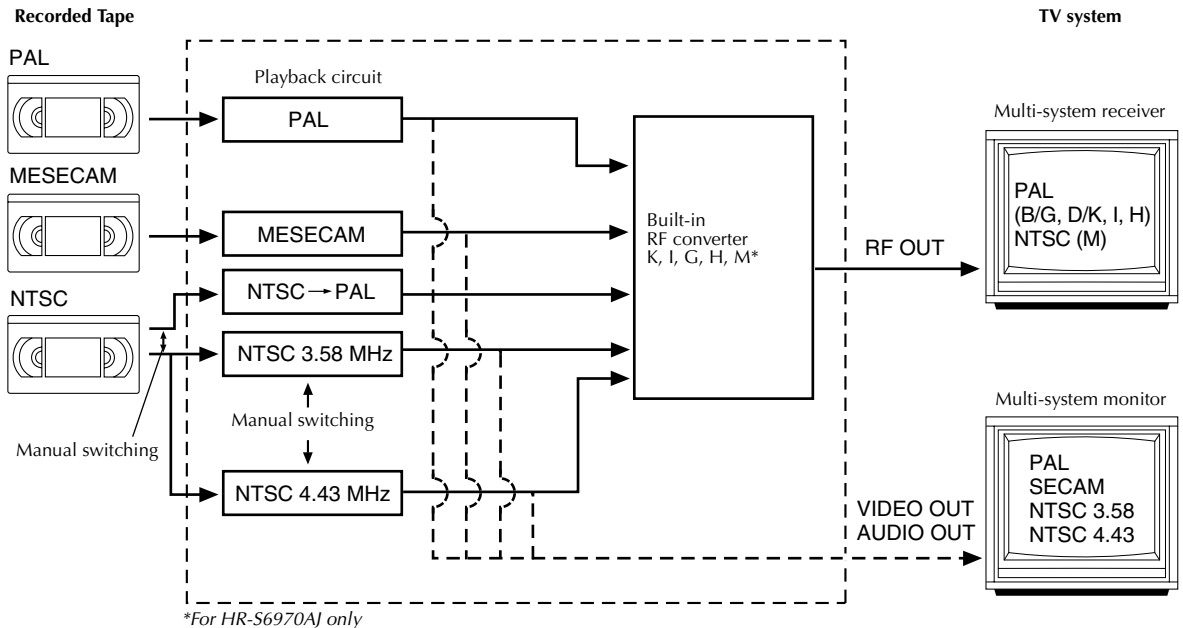 Recorded Tape
TV system
PAL
MESECAM
NTSC
Manual switching
Playback circuit
PAL
MESECAM
NTSC → PAL
NTSC 3.58 MHz
Manual switching
NTSC 4.43 MHz
Built-in
RF converter
K, I, G, H, M*
RF OUT
VIDEO OUT
AUDIO OUT
Multi-system receiver
PAL
(B/G, D/K, I, H)
NTSC (M)
Multi-system monitor
PAL
SECAM
NTSC 3.58
NTSC 4.43
*For HR-S6970AJ only